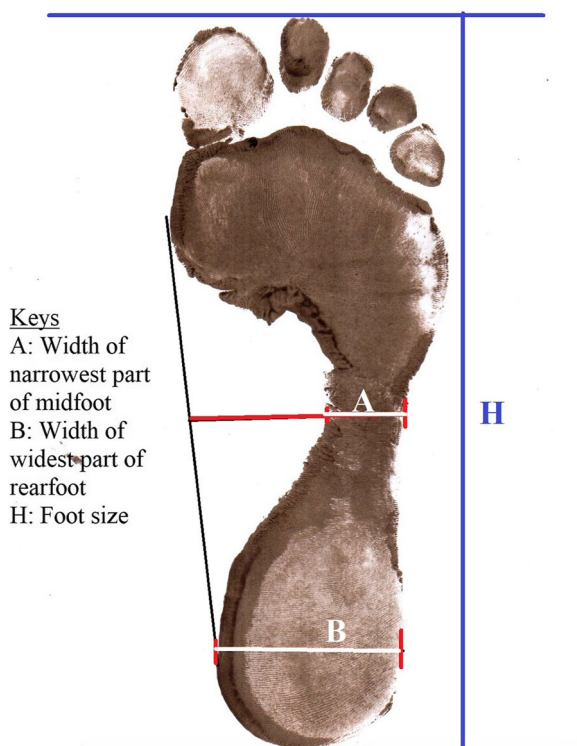 Keys
A: Width of
narrowest part
of midfoot
B: Width of
widest part of
rearfoot
H: Foot size
A
H
B